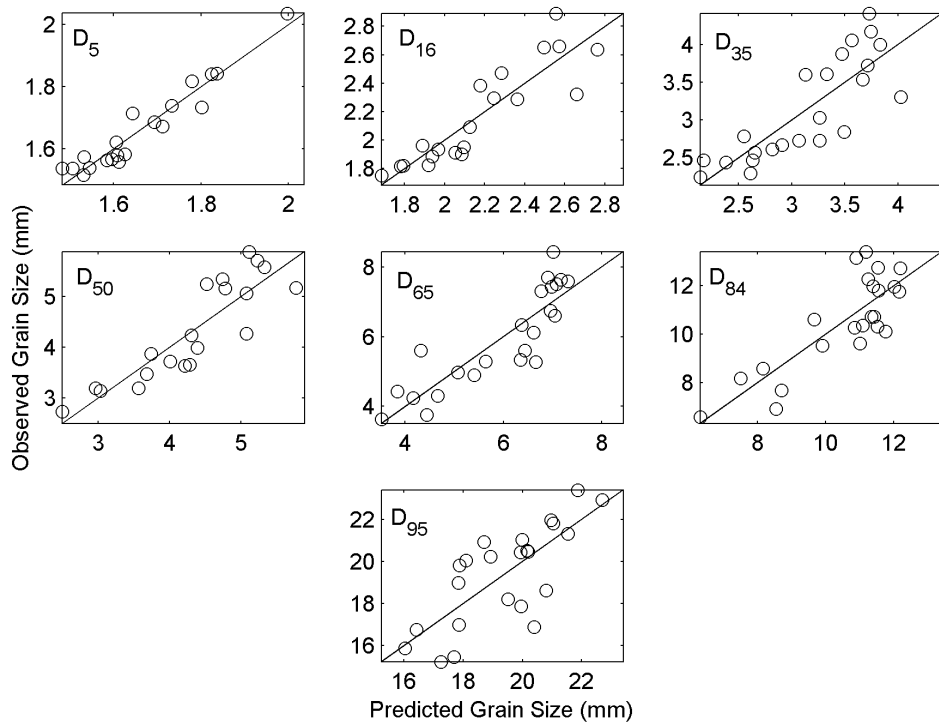 2
1.8
1.6
D5
1.6 1.8 2
2.8
2.6
2.4
2.2
2
1.8
D16
1.8 2 2.2 2.4 2.6 2.8
4
3.5
3
2.5
D35
2.5 3 3.5 4
Observed Grain Size (mm)
5
4
3
D50
3 4 5
8
6
4
D65
4 6 8
12
10
8
D84
8 10 12
22
20
18
16
D95
16 18 20 22
Predicted Grain Size (mm)